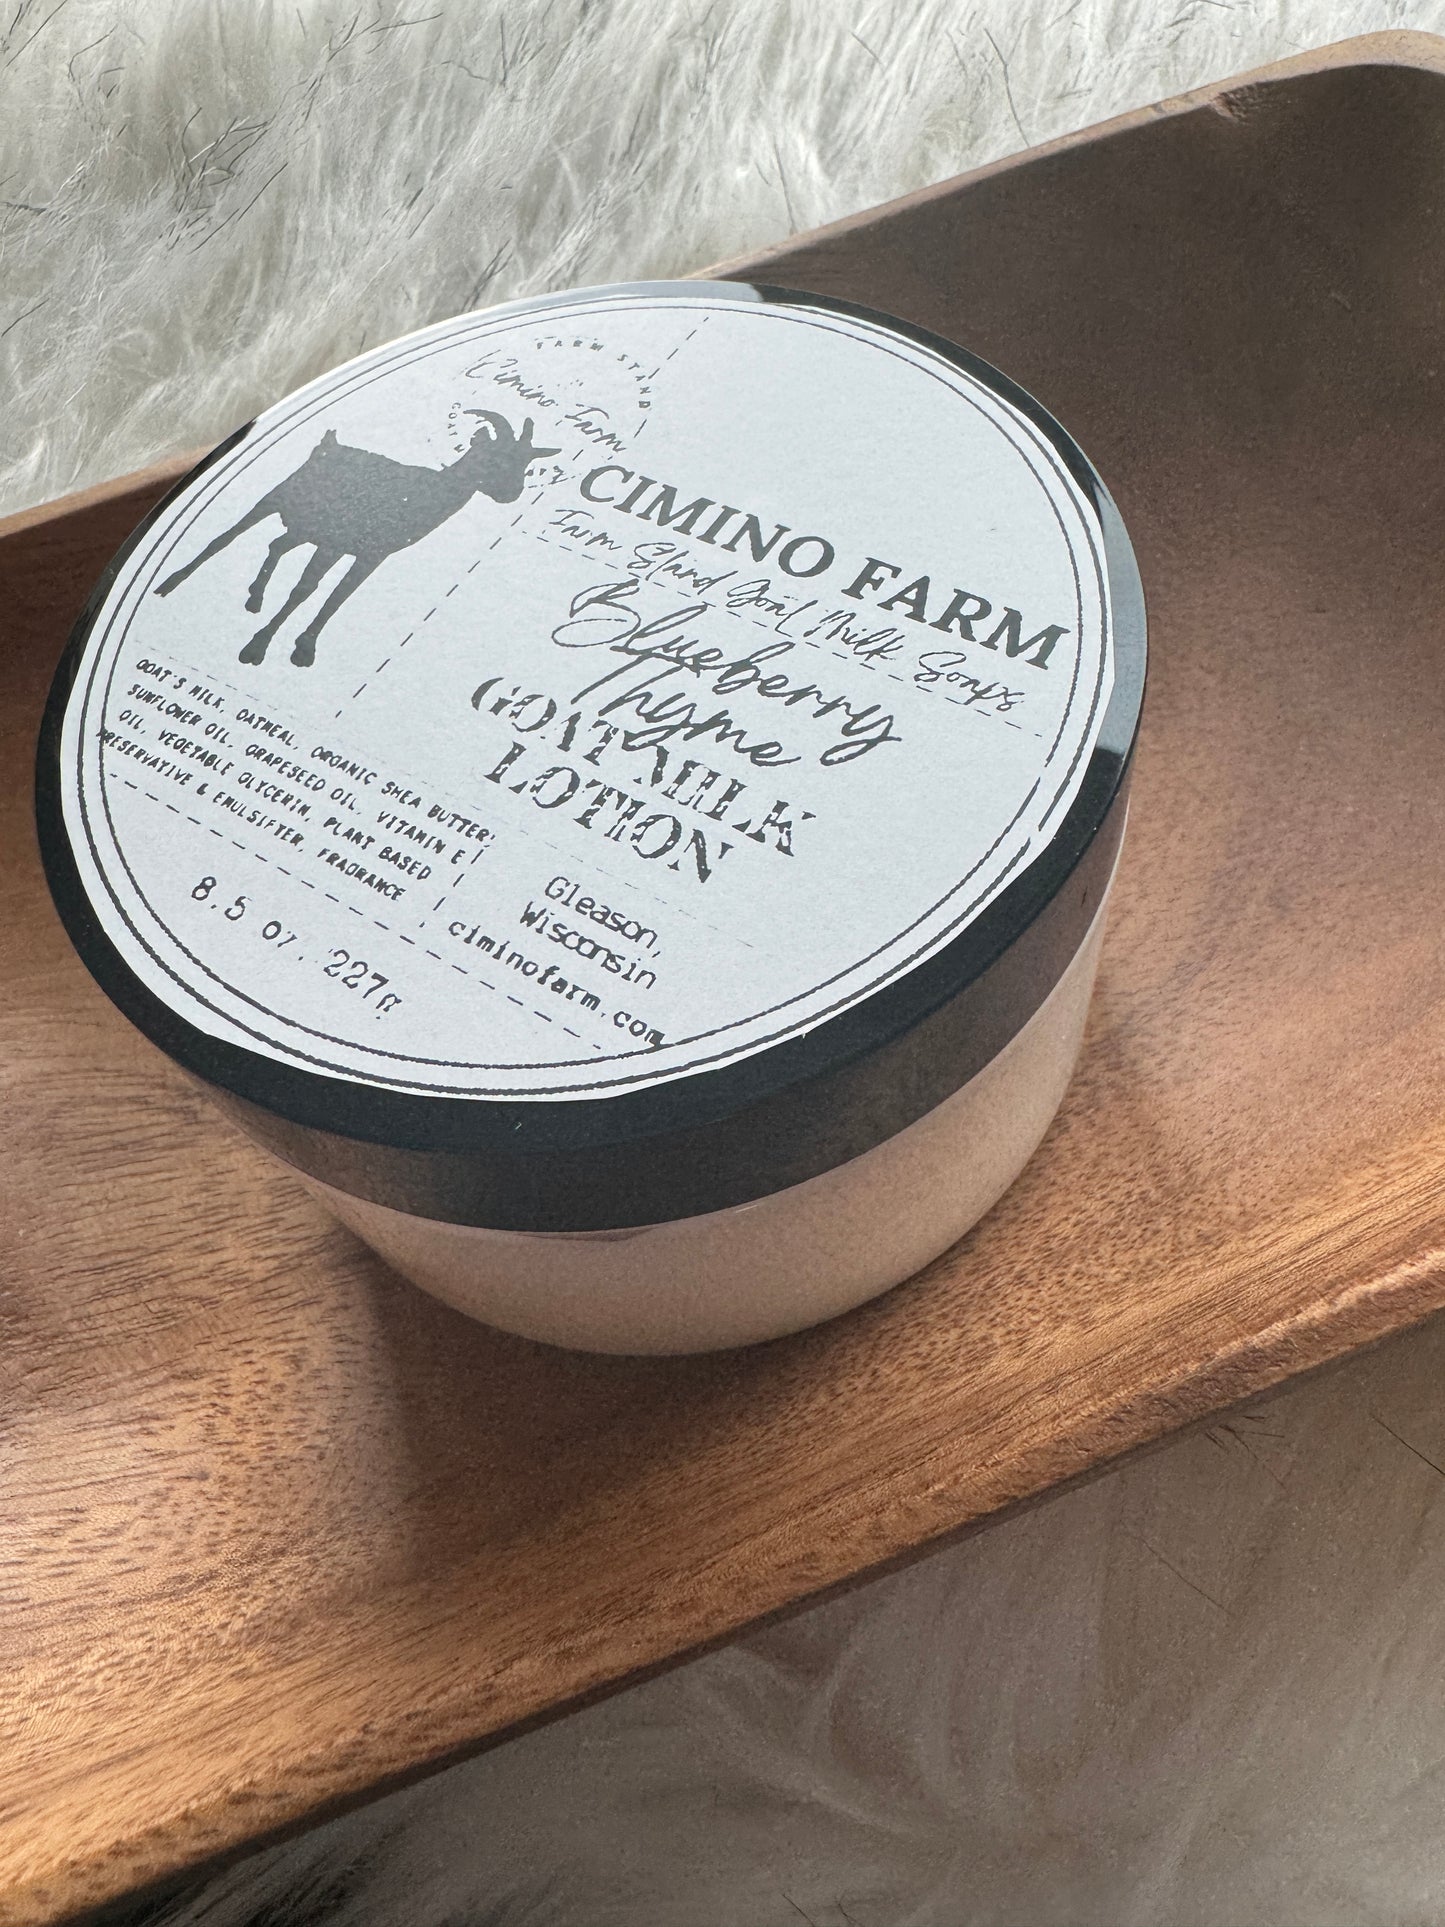 FARM STAND
Cimino Farm
CIMINO FARM
Farm Stand Goat Milk Soaps
Blueberry
Thyme
GOAT MILK
LOTION
GOAT'S MILK, OATMEAL, ORGANIC SHEA BUTTER,
SUNFLOWER OIL, GRAPESEED OIL, VITAMIN E
OIL, VEGETABLE GLYCERIN, PLANT BASED
PRESERVATIVE & EMULSIFIER, FRAGRANCE
8.5 oz. 227g
Gleason,
Wisconsin
ciminofarm.com